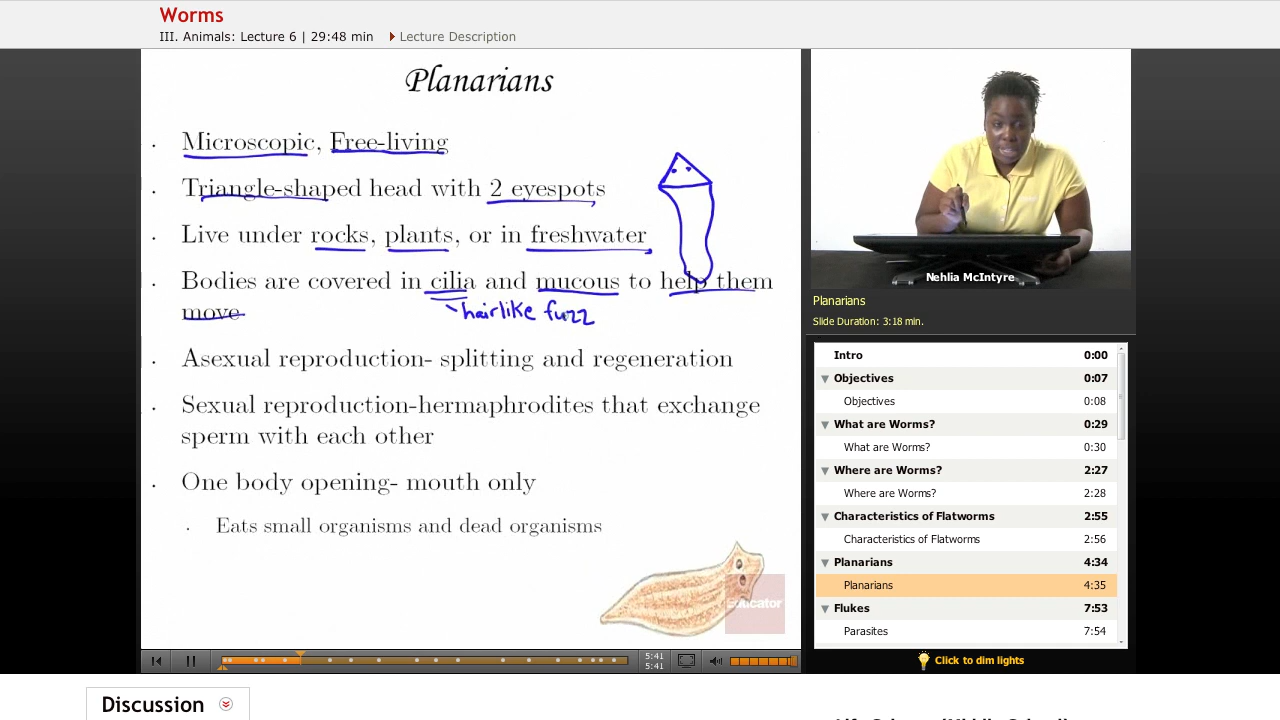 Worms
III. Animals: Lecture 6 | 29:48 min
Lecture Description
Planarians
Microscopic, Free-living
Triangle-shaped head with 2 eyespots
Live under rocks, plants, or in freshwater
Bodies are covered in cilia and mucous to help them
move
hairlike fuzz
Asexual reproduction- splitting and regeneration
Sexual reproduction-hermaphrodites that exchange
sperm with each other
One body opening- mouth only
Eats small organisms and dead organisms
Educator
5:41
5:41
Nehlia McIntyre
Planarians
Slide Duration: 3:18 min.
Intro 0:00
Objectives 0:07
Objectives 0:08
What are Worms? 0:29
What are Worms? 0:30
Where are Worms? 2:27
Where are Worms? 2:28
Characteristics of Flatworms 2:55
Characteristics of Flatworms 2:56
Planarians 4:34
Planarians 4:35
Flukes 7:53
Parasites 7:54
Click to dim lights
Discussion